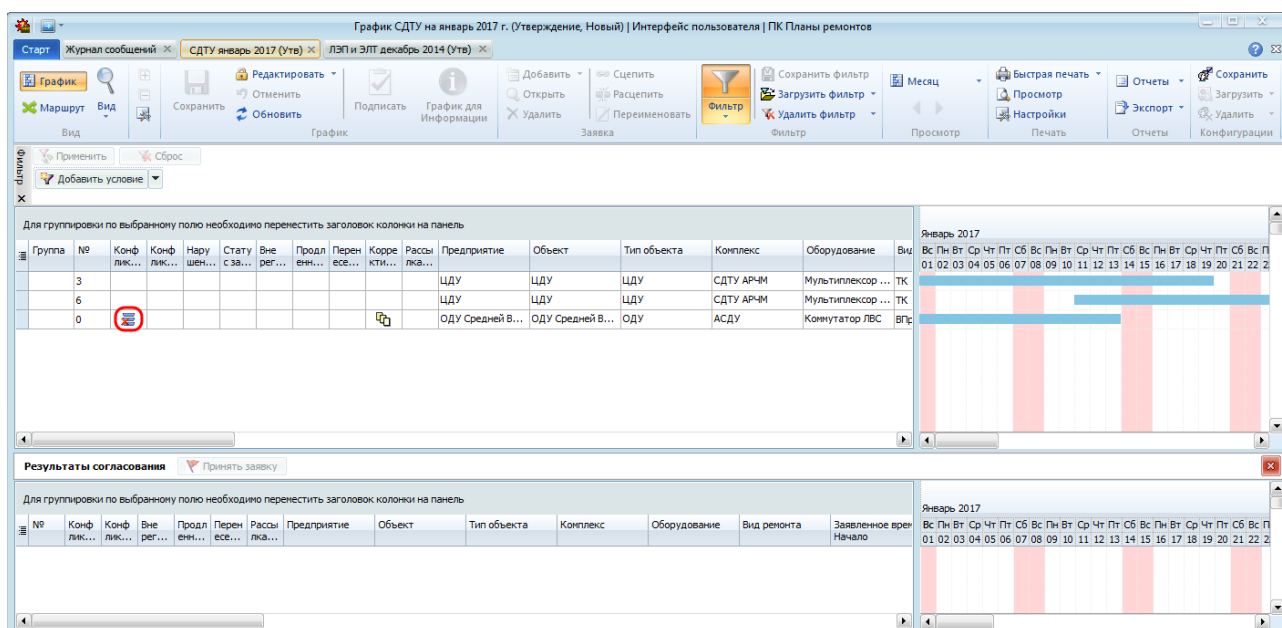 График СДТУ на январь 2017 г. (Утверждение, Новый) | Интерфейс пользователя | ПК Планы ремонтов
Старт Журнал сообщений СДТУ январь 2017 (Утв) ЛЭП и ЭЛТ декабрь 2014 (Утв)
График Редактировать Добавить Сцепить Сохранить фильтр Месяц Быстрая печать Отчеты Сохранить
Отменить Открыть Расцепить Загрузить фильтр Просмотр Загрузить
Маршрут Вид Сохранить Обновить Подписать График для Информации Удалить Переименовать Фильтр Удалить фильтр Настройки Экспорт Удалить
Вид График Заявка Фильтр Просмотр Печать Отчеты Конфигурации
Фильтр
Применить Сброс
Добавить условие
Для группировки по выбранному полю необходимо переместить заголовок колонки на панель
Январь 2017
Группа № Конф лик... Конф лик... Нару шен... Стату с за... Вне рег... Продл енн... Перен есе... Корре кти... Рассы лка... Предприятие Объект Тип объекта Комплекс Оборудование Вид
Вс Пн Вт Ср Чт Пт Сб Вс Пн Вт Ср Чт Пт Сб Вс Пн Вт Ср Чт Пт Сб Вс П
01 02 03 04 05 06 07 08 09 10 11 12 13 14 15 16 17 18 19 20 21 22 2
3 ЦДУ ЦДУ ЦДУ СДТУ АРЧМ Мультиплексор ... ТК
6 ЦДУ ЦДУ ЦДУ СДТУ АРЧМ Мультиплексор ... ТК
0 ОДУ Средней В... ОДУ Средней В... ОДУ АСДУ Коммутатор ЛВС ВПр
Результаты согласования Принять заявку
Для группировки по выбранному полю необходимо переместить заголовок колонки на панель
Январь 2017
№ Конф лик... Конф лик... Вне рег... Продл енн... Перен есе... Рассы лка... Предприятие Объект Тип объекта Комплекс Оборудование Вид ремонта Заявленное врем
Начало
Вс Пн Вт Ср Чт Пт Сб Вс Пн Вт Ср Чт Пт Сб Вс Пн Вт Ср Чт Пт Сб Вс П
01 02 03 04 05 06 07 08 09 10 11 12 13 14 15 16 17 18 19 20 21 22 2